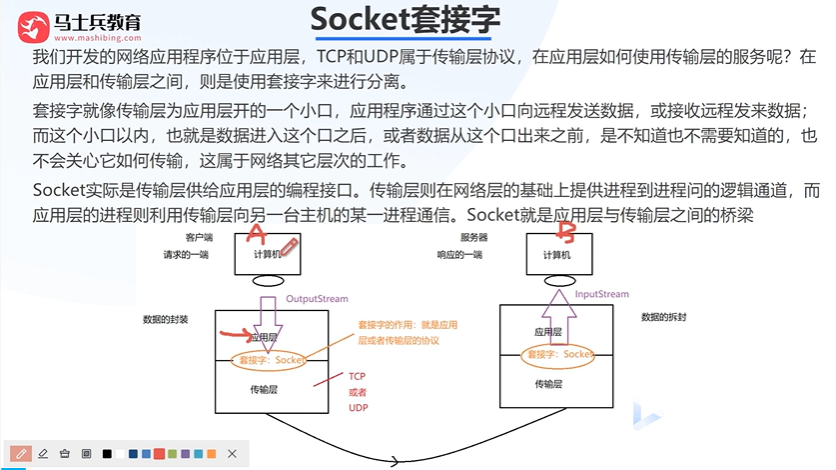 马士兵教育
www.mashibing.com
Socket套接字
我们开发的网络应用程序位于应用层，TCP和UDP属于传输层协议，在应用层如何使用传输层的服务呢？在
应用层和传输层之间，则是使用套接字来进行分离。
套接字就像传输层为应用层开的一个小口，应用程序通过这个小口向远程发送数据，或接收远程发来数据；
而这个小口以内，也就是数据进入这个口之后，或者数据从这个口出来之前，是不知道也不需要知道的，也
不会关心它如何传输，这属于网络其它层次的工作。
Socket实际是传输层供给应用层的编程接口。传输层则在网络层的基础上提供进程到进程问的逻辑通道，而
应用层的进程则利用传输层向另一台主机的某一进程通信。Socket就是应用层与传输层之间的桥梁
客户端
A
服务器
B
请求的一端
计算机
响应的一端
计算机
OutputStream
InputStream
数据的封装
数据的拆封
套接字的作用：就是应用
层或者传输层的协议
应用层
应用层
套接字：Socket
套接字：Socket
传输层
传输层
TCP
或者
UDP